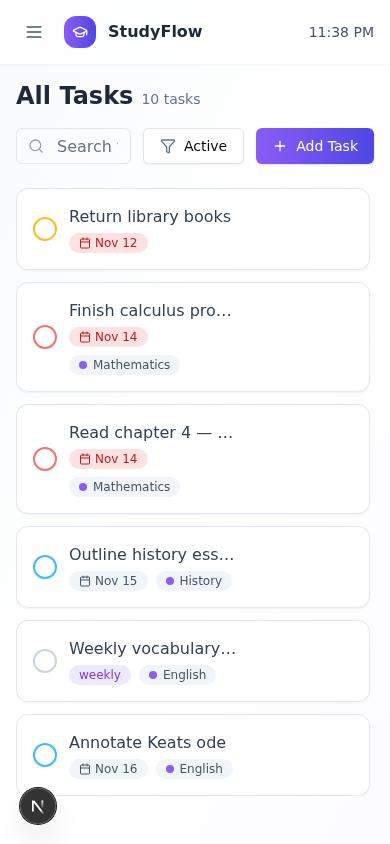 StudyFlow
11:38 PM
All Tasks 10 tasks
Search
Active
Add Task
Return library books
Nov 12
Finish calculus pro…
Nov 14
Mathematics
Read chapter 4 — …
Nov 14
Mathematics
Outline history ess…
Nov 15 History
Weekly vocabulary…
weekly English
Annotate Keats ode
Nov 16 English
N